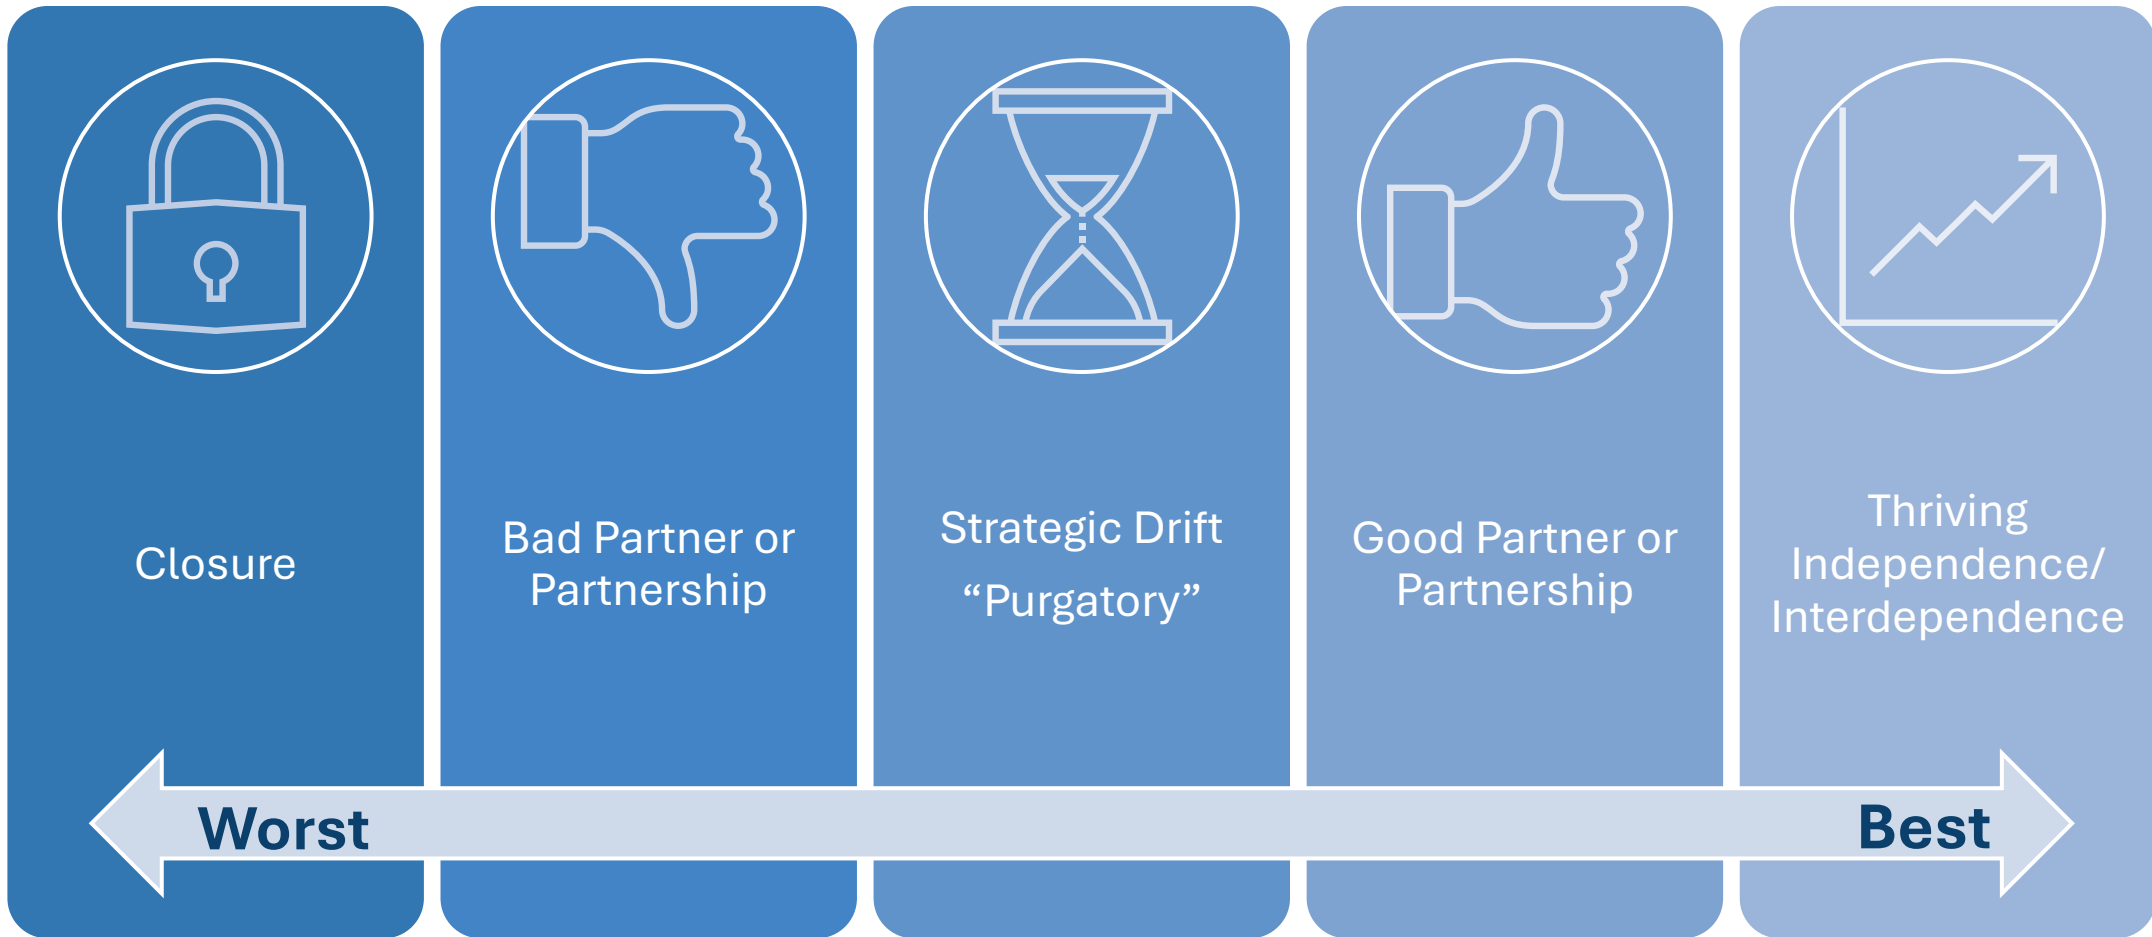 Closure
Bad Partner or
Partnership
Strategic Drift
“Purgatory”
Good Partner or
Partnership
Thriving
Independence/
Interdependence
Worst
Best